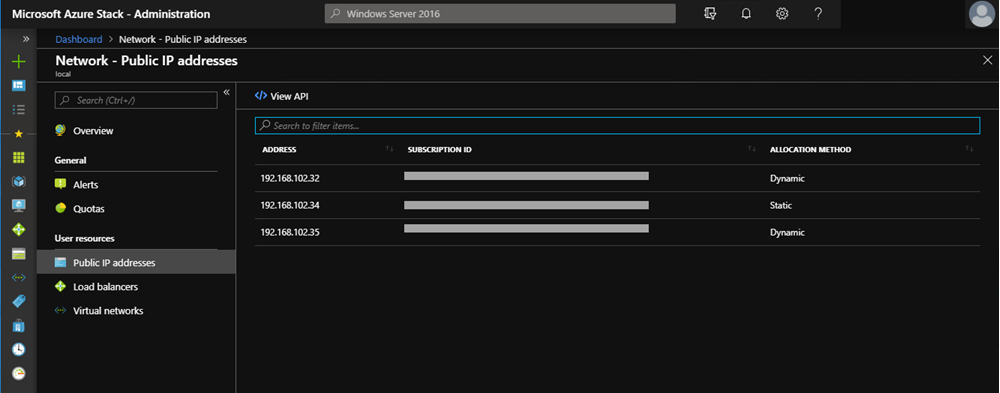 Microsoft Azure Stack - Administration
Windows Server 2016
?
» Dashboard > Network - Public IP addresses
Network - Public IP addresses
local
Search (Ctrl+/)
«
Overview
General
Alerts
Quotas
User resources
Public IP addresses
Load balancers
Virtual networks
</> View API
Search to filter items...
ADDRESS ↑↓ SUBSCRIPTION ID ↑↓ ALLOCATION METHOD ↑↓
192.168.102.32 Dynamic
192.168.102.34 Static
192.168.102.35 Dynamic